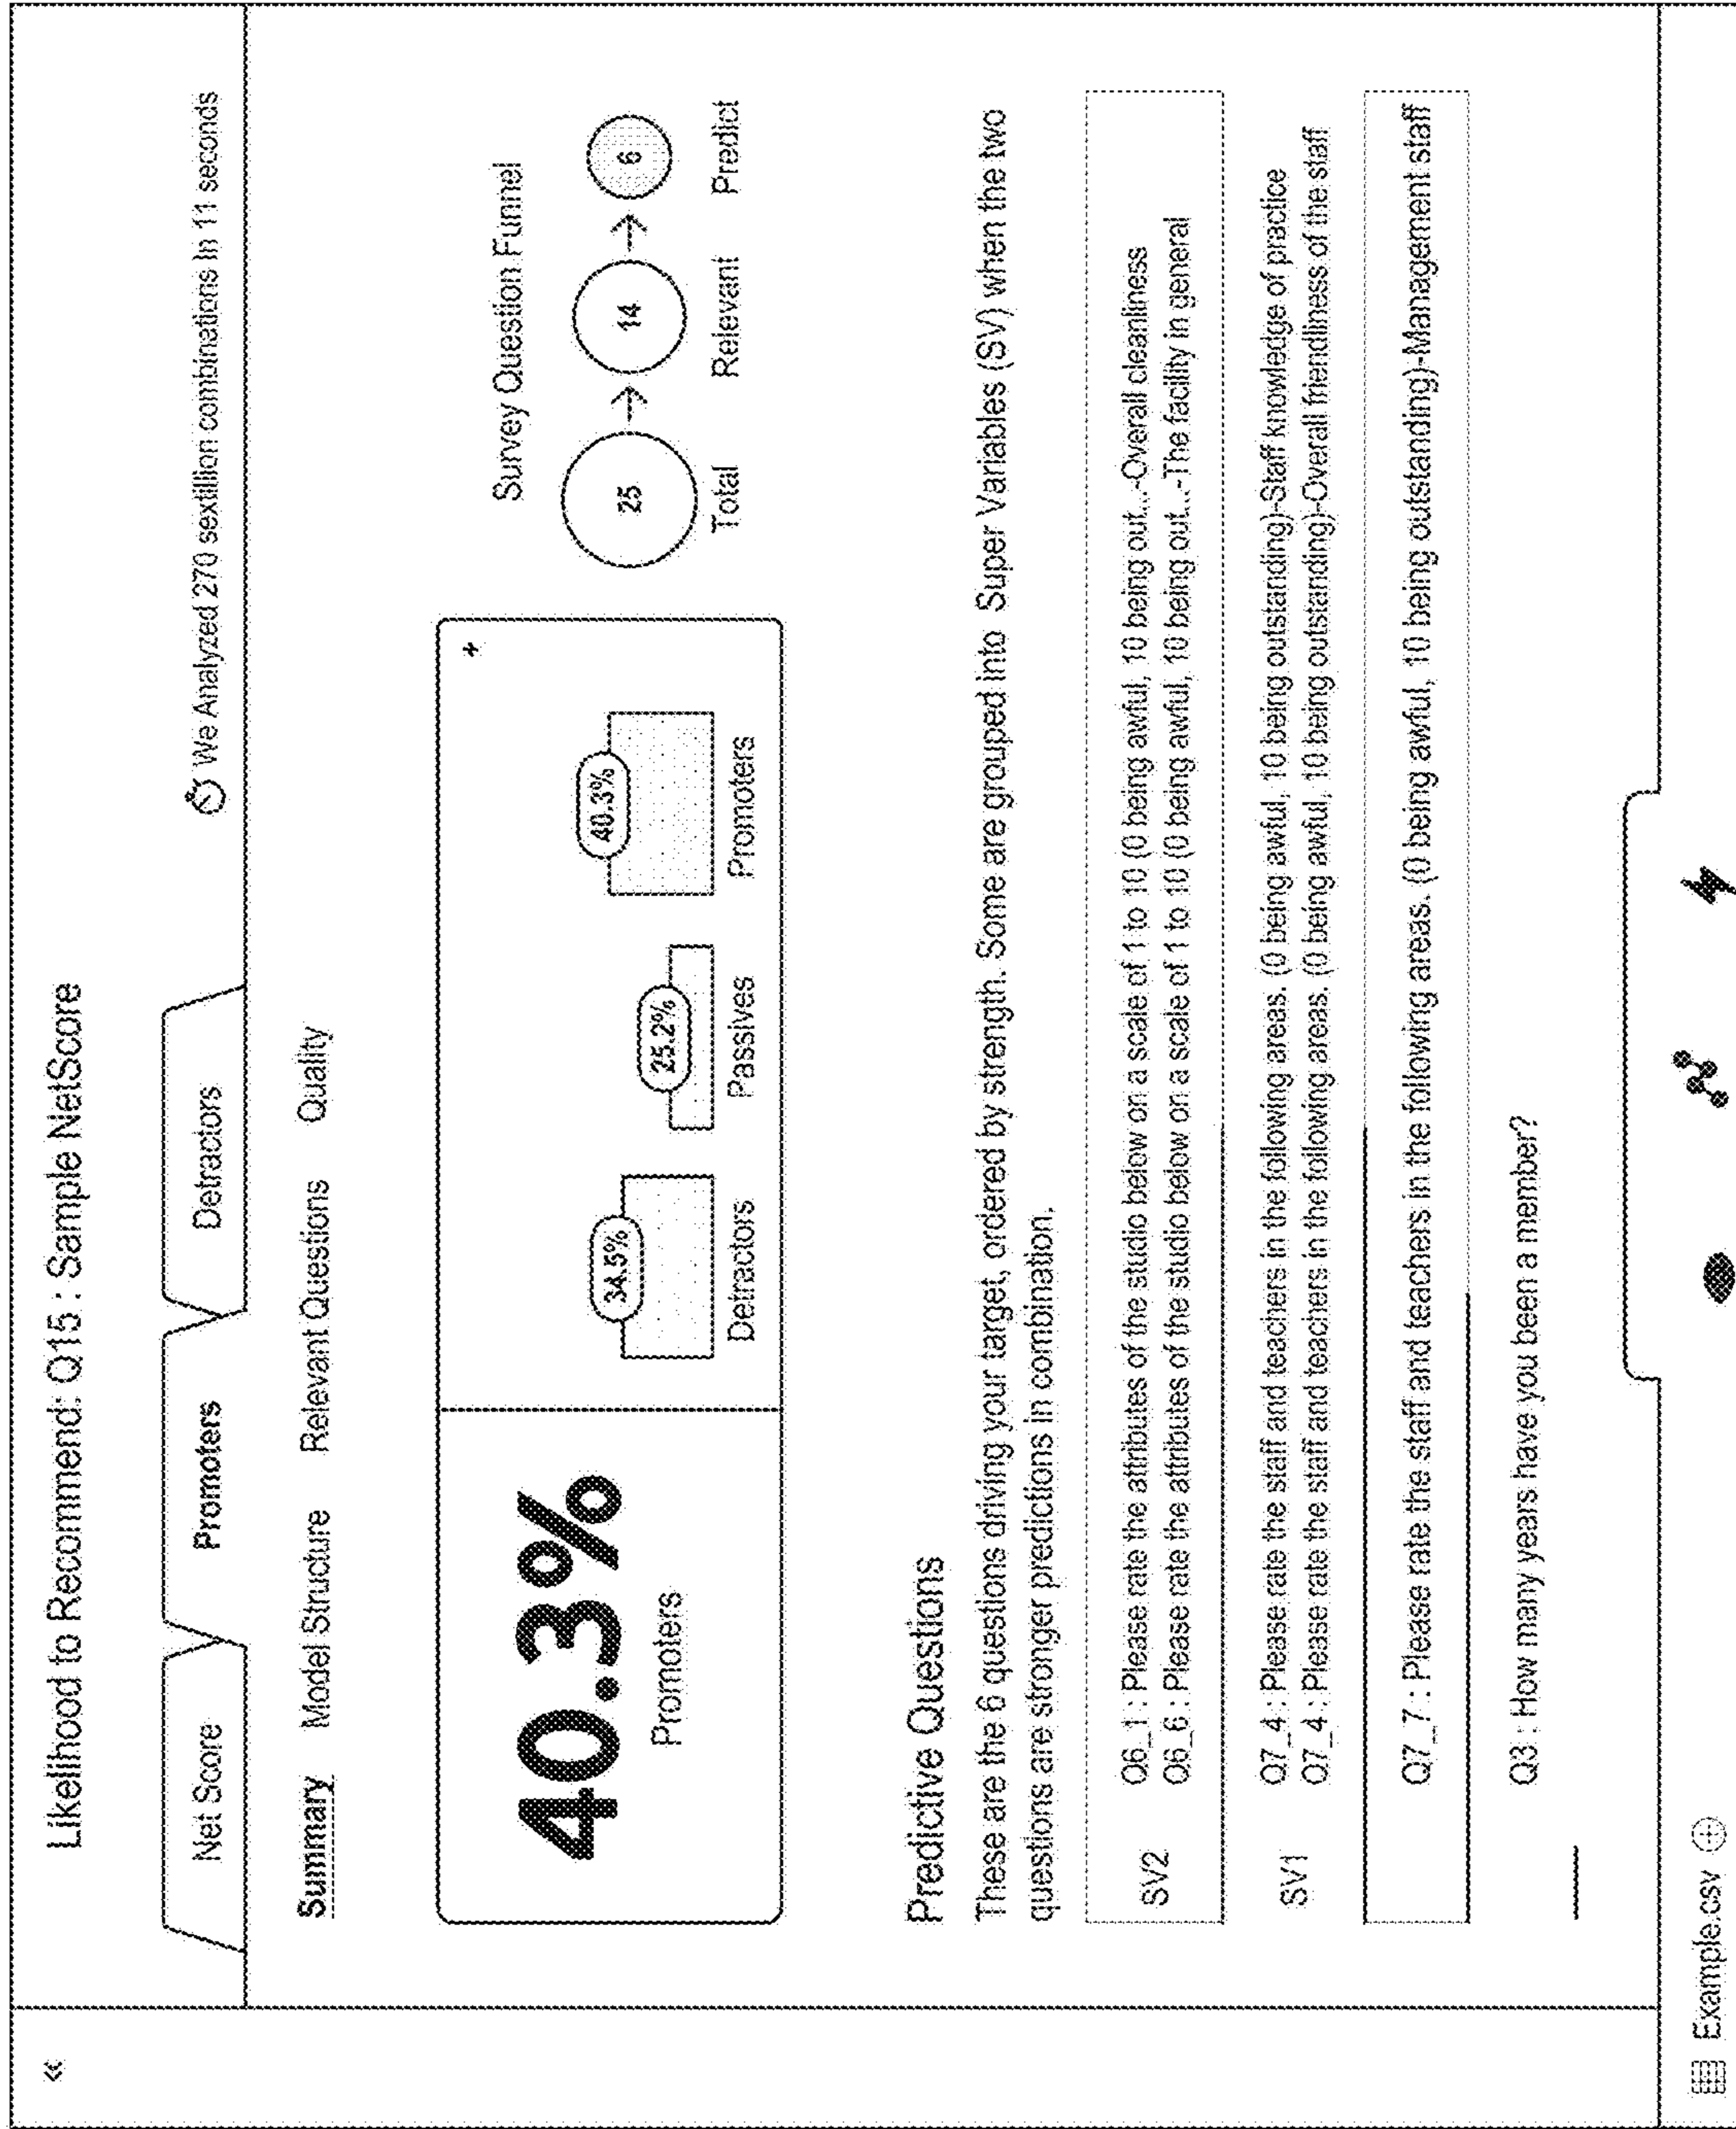 «
Likelihood to Recommend: Q15 : Sample NetScore
Net Score
Promoters
Detractors
We Analyzed 270 sextillion combinations in 11 seconds
Summary
Model Structure
Relevant Questions
Quality
40.3%
Promoters
34.5%
Detractors
25.2%
Passives
40.3%
Promoters
+
Survey Question Funnel
25
→
14
→
6
Total
Relevant
Predict
Predictive Questions
These are the 6 questions driving your target, ordered by strength. Some are grouped into Super Variables (SV) when the two
questions are stronger predictions in combination.
SV2
Q6_1 : Please rate the attributes of the studio below on a scale of 1 to 10 (0 being awful, 10 being out...-Overall cleanliness
Q6_6 : Please rate the attributes of the studio below on a scale of 1 to 10 (0 being awful, 10 being out...-The facility in general
SV1
Q7_4 : Please rate the staff and teachers in the following areas. (0 being awful, 10 being outstanding)-Staff knowledge of practice
Q7_4 : Please rate the staff and teachers in the following areas. (0 being awful, 10 being outstanding)-Overall friendliness of the staff
Q7_7 : Please rate the staff and teachers in the following areas. (0 being awful, 10 being outstanding)-Management staff
Q3 : How many years have you been a member?
Example.csv